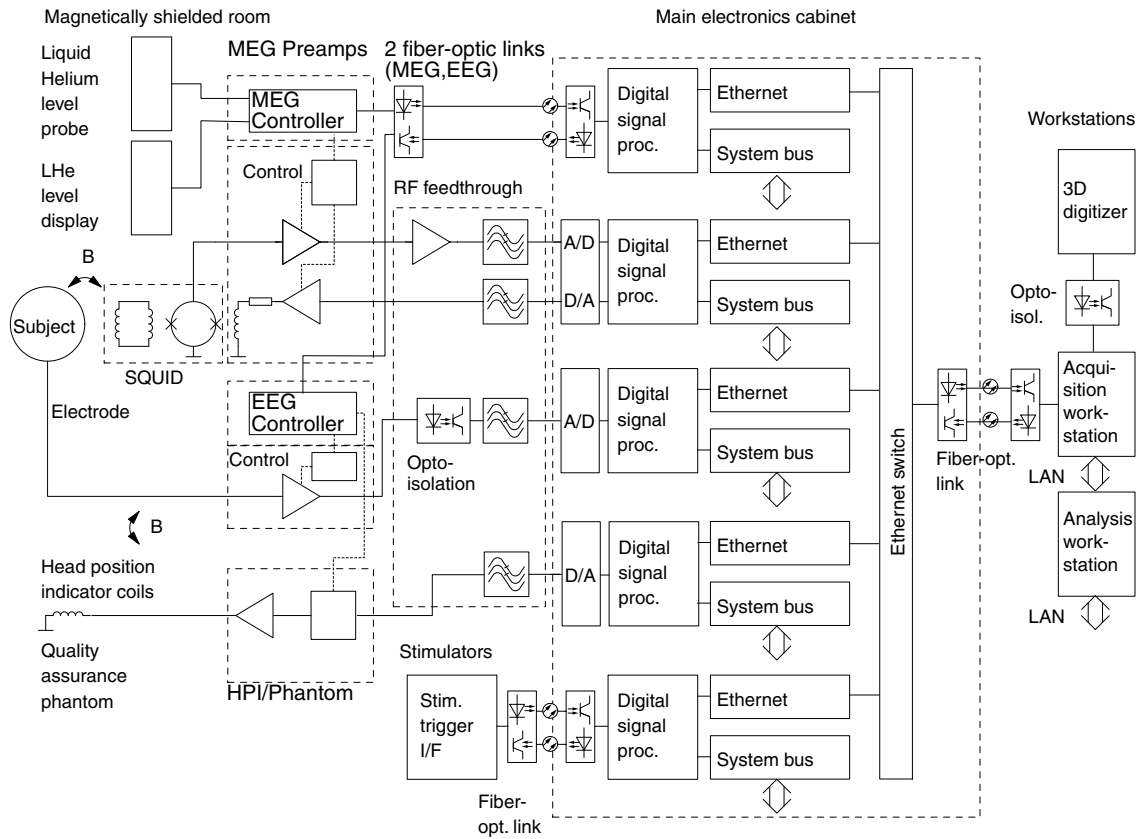 Magnetically shielded room
Main electronics cabinet
Liquid
Helium
level
probe
MEG Preamps
MEG
Controller
2 fiber-optic links
(MEG,EEG)
Digital
signal
proc.
Ethernet
System bus
LHe
level
display
Control
RF feedthrough
Workstations
3D
digitizer
B
Subject
SQUID
A/D
D/A
Digital
signal
proc.
Ethernet
System bus
Opto-
isol.
Electrode
EEG
Controller
Control
Opto-
isolation
A/D
Digital
signal
proc.
Ethernet
System bus
Ethernet switch
Fiber-opt.
link
Acqui-
sition
work-
station
LAN
Analysis
work-
station
LAN
B
Head position
indicator coils
Quality
assurance
phantom
HPI/Phantom
D/A
Digital
signal
proc.
Ethernet
System bus
Stimulators
Stim.
trigger
I/F
Fiber-
opt. link
Digital
signal
proc.
Ethernet
System bus